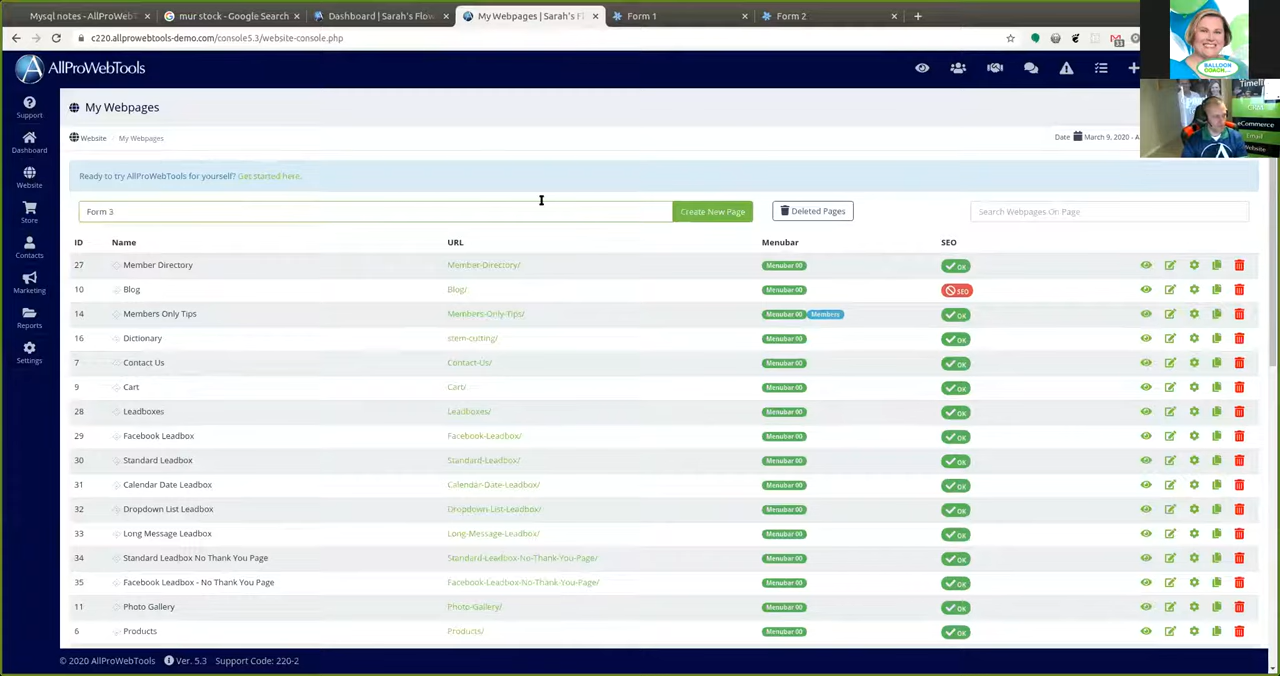 Mysql notes - AllProWebT
mur stock - Google Search
Dashboard | Sarah's Flow
My Webpages | Sarah's Fl
Form 1
Form 2
c220.allprowebtools-demo.com/console5.3/website-console.php
AllProWebTools
BALLOON
COACH
Timeli
eCommerce
Email
Website
Support
Dashboard
Website
Store
Contacts
Marketing
Reports
Settings
My Webpages
Website / My Webpages
Date March 9, 2020 - A
Ready to try AllProWebTools for yourself? Get started here.
Form 3
Create New Page
Deleted Pages
Search Webpages On Page
ID Name URL Menubar SEO
27 Member Directory Member-Directory/ Menubar 00 OK
10 Blog Blog/ Menubar 00 SEO
14 Members Only Tips Members-Only-Tips/ Menubar 00 Members OK
16 Dictionary stem-cutting/ Menubar 00 OK
7 Contact Us Contact-Us/ Menubar 00 OK
9 Cart Cart/ Menubar 00 OK
28 Leadboxes Leadboxes/ Menubar 00 OK
29 Facebook Leadbox Facebook-Leadbox/ Menubar 00 OK
30 Standard Leadbox Standard-Leadbox/ Menubar 00 OK
31 Calendar Date Leadbox Calendar-Date-Leadbox/ Menubar 00 OK
32 Dropdown List Leadbox Dropdown-List-Leadbox/ Menubar 00 OK
33 Long Message Leadbox Long-Message-Leadbox/ Menubar 00 OK
34 Standard Leadbox No Thank You Page Standard-Leadbox-No-Thank-You-Page/ Menubar 00 OK
35 Facebook Leadbox - No Thank You Page Facebook-Leadbox-No-Thank-You-Page/ Menubar 00 OK
11 Photo Gallery Photo-Gallery/ Menubar 00 OK
6 Products Products/ Menubar 00 OK
© 2020 AllProWebTools Ver. 5.3 Support Code: 220-2